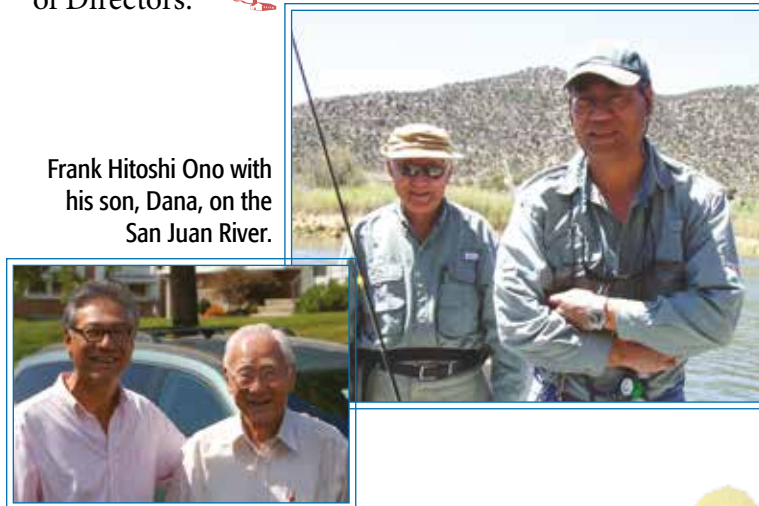 of Directors.
Frank Hitoshi Ono with
his son, Dana, on the
San Juan River.